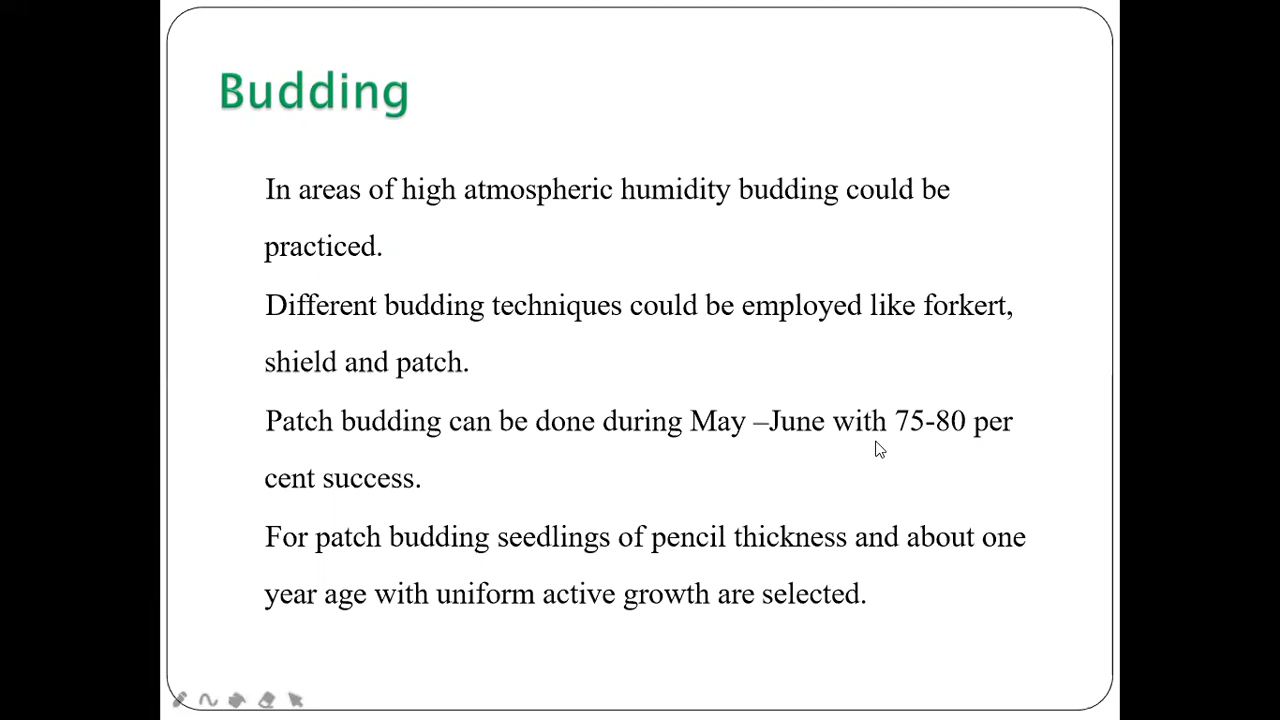 Budding
In areas of high atmospheric humidity budding could be
practiced.
Different budding techniques could be employed like forkert,
shield and patch.
Patch budding can be done during May –June with 75-80 per
cent success.
For patch budding seedlings of pencil thickness and about one
year age with uniform active growth are selected.